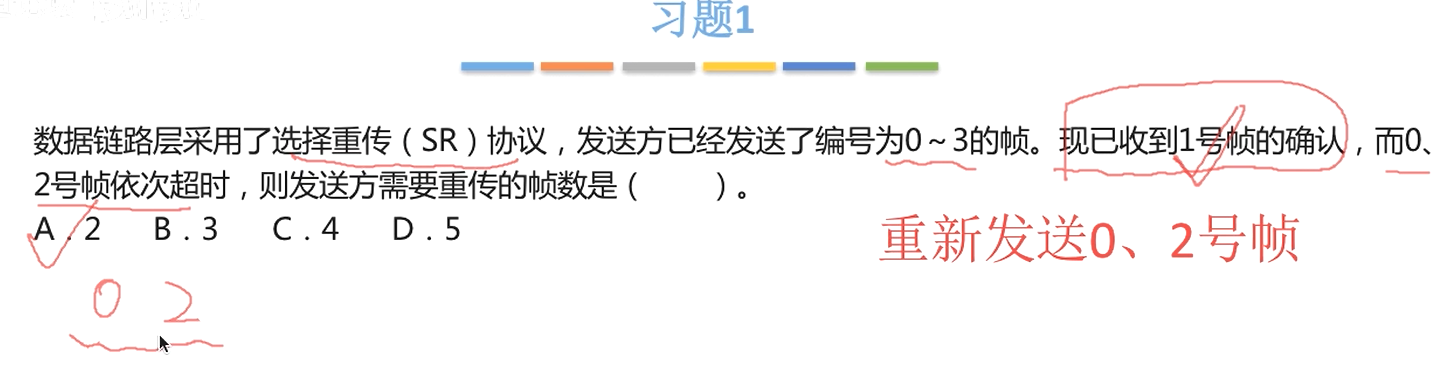 习题1
数据链路层采用了选择重传（SR）协议，发送方已经发送了编号为0～3的帧。现已收到1号帧的确认，而0、
2号帧依次超时，则发送方需要重传的帧数是（　　）。
A．2　B．3　C．4　D．5
重新发送0、2号帧
0 2